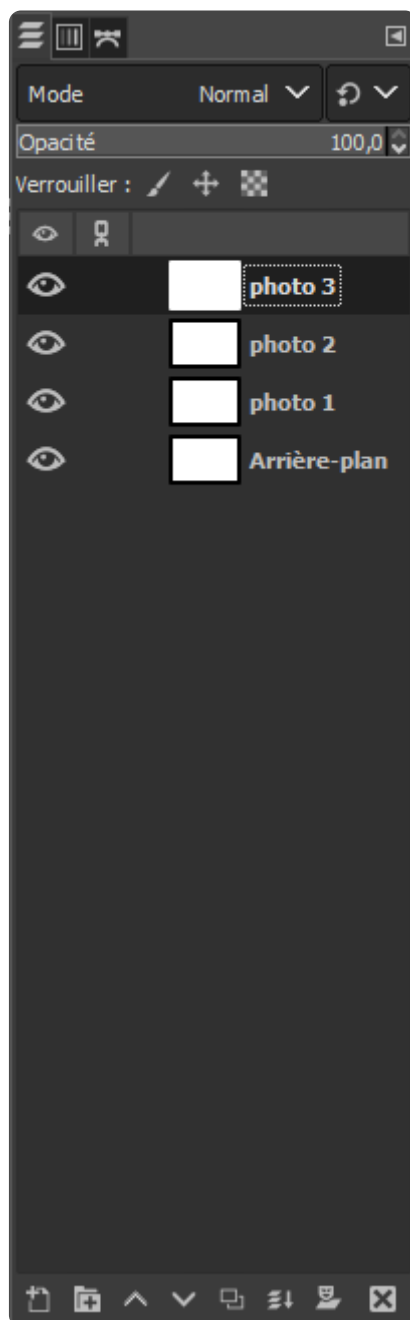 Mode Normal
Opacité 100,0
Verrouiller :
photo 3
photo 2
photo 1
Arrière-plan